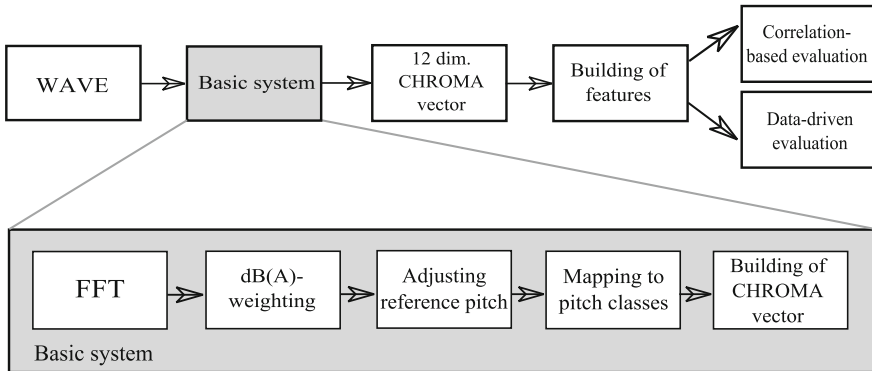 WAVE
Basic system
12 dim.
CHROMA
vector
Building of
features
Correlation-
based evaluation
Data-driven
evaluation
FFT
dB(A)-
weighting
Adjusting
reference pitch
Mapping to
pitch classes
Building of
CHROMA
vector
Basic system